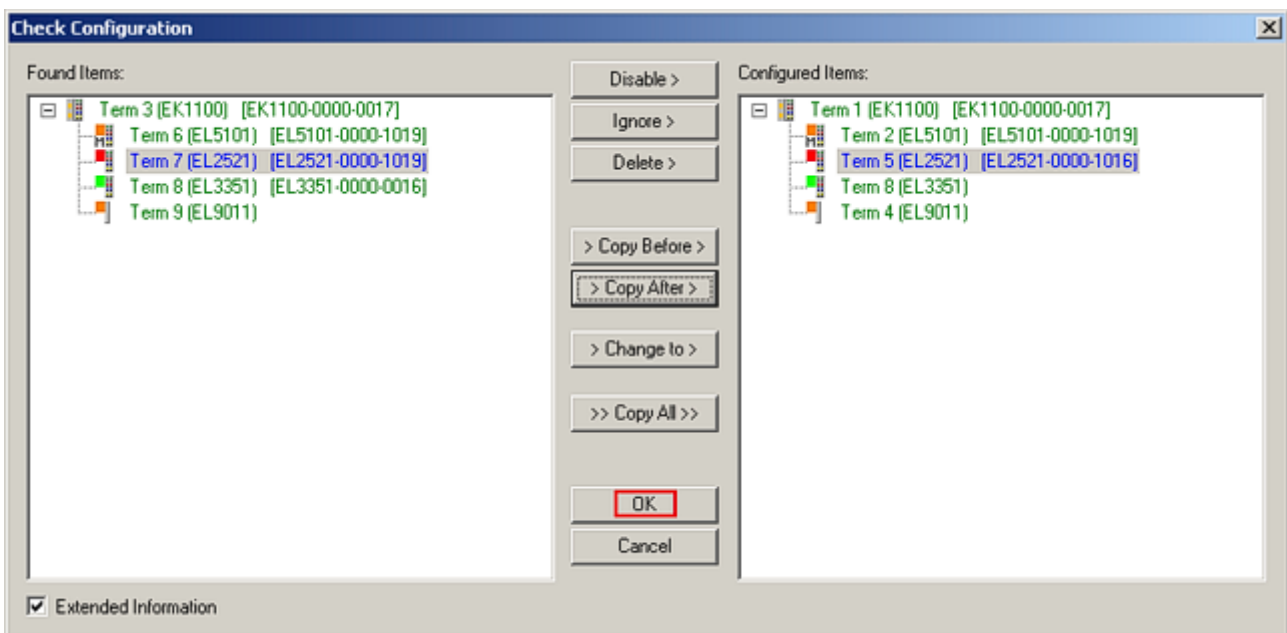 Check Configuration
Found Items:
Term 3 (EK1100) [EK1100-0000-0017]
Term 6 (EL5101) [EL5101-0000-1019]
Term 7 (EL2521) [EL2521-0000-1019]
Term 8 (EL3351) [EL3351-0000-0016]
Term 9 (EL9011)
Disable >
Ignore >
Delete >
> Copy Before >
> Copy After >
> Change to >
>> Copy All >>
OK
Cancel
Configured Items:
Term 1 (EK1100) [EK1100-0000-0017]
Term 2 (EL5101) [EL5101-0000-1019]
Term 5 (EL2521) [EL2521-0000-1016]
Term 8 (EL3351)
Term 4 (EL9011)
Extended Information